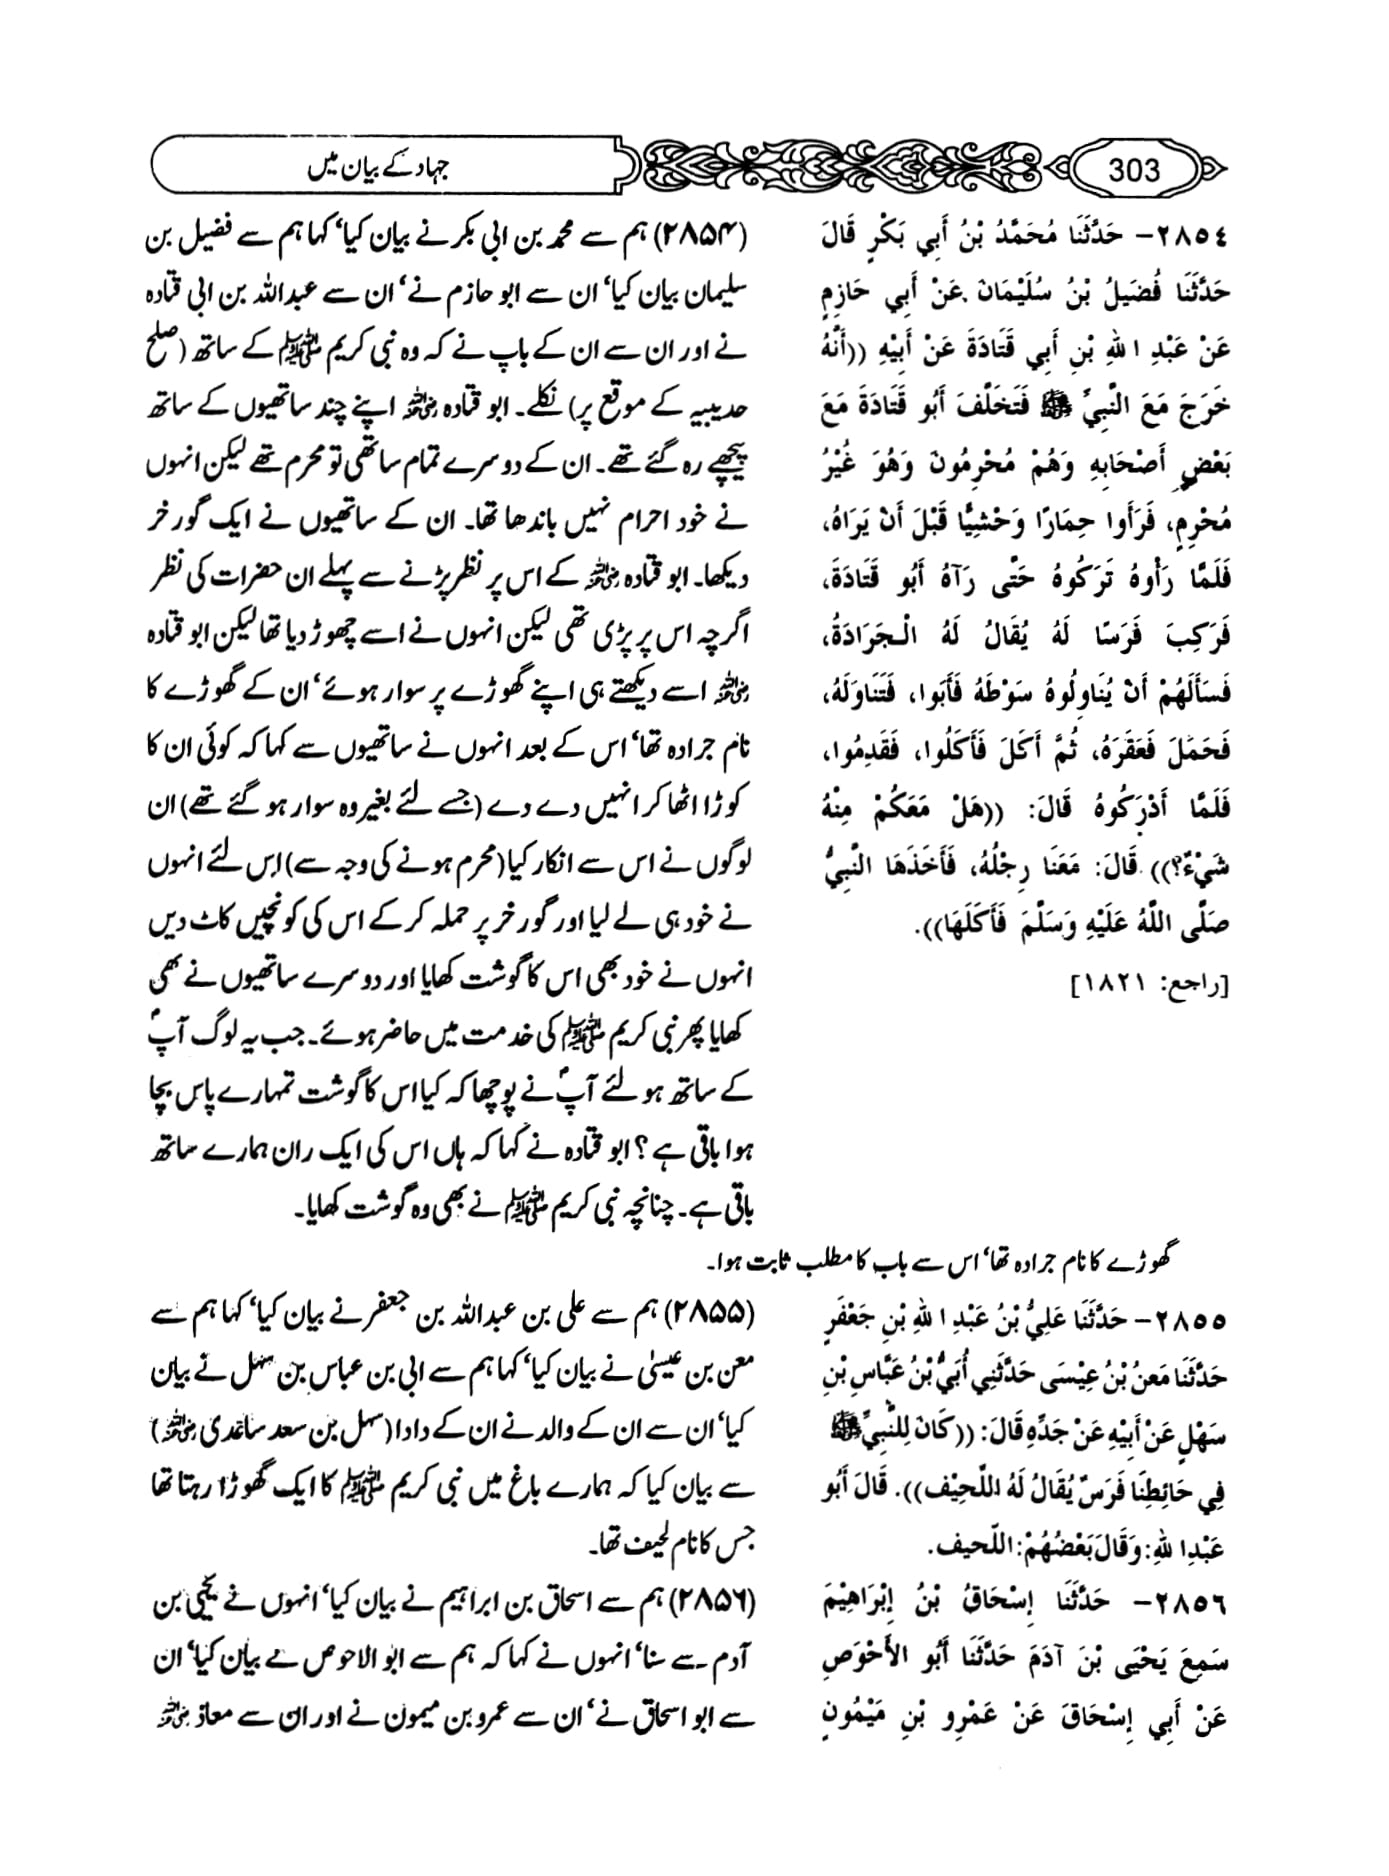 303
جہاد کے بیان میں
٢٨٥٤- حَدَّثَنَا مُحَمَّدُ بْنُ أَبِي بَكْرٍ قَالَ
حَدَّثَنَا فُضَيلُ بْنُ سُلَيْمَانَ عَنْ أَبِي حَازِمٍ
عَنْ عَبْدِ اللهِ بْنِ أَبِي قَتَادَةَ عَنْ أَبِيْهِ ((أَنَّهُ
خَرَجَ مَعَ النَّبِيِّ ﷺ فَتَخَلَّفَ أَبُو قَتَادَةَ مَعَ
بَعْضِ أَصْحَابِهِ وَهُمْ مُحْرِمُونَ وَهُوَ غَيْرُ
مُحْرِمٍ، فَرَأَوا حِمَارًا وَحْشِيًّا قَبْلَ أَنْ يَرَاهُ،
فَلَمَّا رَأَوهُ تَرَكُوهُ حَتَّى رَآهُ أَبُو قَتَادَةَ،
فَرَكِبَ فَرَسًا لَهُ يُقَالُ لَهُ الْجَرَادَةُ،
فَسَأَلَهُمْ أَنْ يُنَاوِلُوهُ سَوْطَهُ فَأَبَوا، فَتَنَاوَلَهُ،
فَحَمَلَ فَعَقَرَهُ، ثُمَّ أَكَلَ فَأَكَلُوا، فَقَدِمُوا،
فَلَمَّا أَدْرَكُوهُ قَالَ: ((هَلْ مَعَكُمْ مِنْهُ
شَيْءٌ؟)) قَالَ: مَعَنَا رِجْلُهُ، فَأَخَذَهَا النَّبِيُّ
صَلَّى اللَّهُ عَلَيْهِ وَسَلَّمَ فَأَكَلَهَا)).
[راجع: ١٨٢١]
(۲۸۵۴) ہم سے محمد بن ابی بکر نے بیان کیا‘ کہا ہم سے فضیل بن
سلیمان بیان کیا‘ ان سے ابو حازم نے‘ ان سے عبداللہ بن ابی قتادہ
نے اور ان سے ان کے باپ نے کہ وہ نبی کریم ﷺ کے ساتھ (صلح
حدیبیہ کے موقع پر) نکلے۔ ابو قتادہ رضی اللہ عنہ اپنے چند ساتھیوں کے ساتھ
پیچھے رہ گئے تھے۔ ان کے دوسرے تمام ساتھی تو محرم تھے لیکن انہوں
نے خود احرام نہیں باندھا تھا۔ ان کے ساتھیوں نے ایک گورخر
دیکھا۔ ابو قتادہ رضی اللہ عنہ کے اس پر نظر پڑنے سے پہلے ان حضرات کی نظر
اگرچہ اس پر پڑی تھی لیکن انہوں نے اسے چھوڑ دیا تھا لیکن ابو قتادہ
رضی اللہ عنہ اسے دیکھتے ہی اپنے گھوڑے پر سوار ہوئے‘ ان کے گھوڑے کا
نام جرادہ تھا‘ اس کے بعد انہوں نے ساتھیوں سے کہا کہ کوئی ان کا
کوڑا اٹھا کر انہیں دے دے (جسے لئے بغیر وہ سوار ہو گئے تھے) ان
لوگوں نے اس سے انکار کیا (محرم ہونے کی وجہ سے) اس لئے انہوں
نے خود ہی لے لیا اور گورخر پر حملہ کر کے اس کی کونچیں کاٹ دیں
انہوں نے خود بھی اس کا گوشت کھایا اور دوسرے ساتھیوں نے بھی
کھایا پھر نبی کریم ﷺ کی خدمت میں حاضر ہوئے۔ جب یہ لوگ آپؐ
کے ساتھ ہو لئے آپؐ نے پوچھا کہ کیا اس کا گوشت تمہارے پاس بچا
ہوا باقی ہے؟ ابو قتادہ نے کہا کہ ہاں اس کی ایک ران ہمارے ساتھ
باقی ہے۔ چنانچہ نبی کریم ﷺ نے بھی وہ گوشت کھایا۔
گھوڑے کا نام جرادہ تھا‘ اس سے باب کا مطلب ثابت ہوا۔
٢٨٥٥- حَدَّثَنَا عَلِيُّ بْنُ عَبْدِ اللهِ بْنِ جَعْفَرٍ
حَدَّثَنَا مَعنُ بْنُ عِيْسَى حَدَّثَنِي أُبَيُّ بْنُ عَبَّاسِ بْنِ
سَهْلٍ عَنْ أَبِيْهِ عَنْ جَدِّهِ قَالَ: ((كَانَ لِلنَّبِيِّ ﷺ
فِي حَائِطِنَا فَرَسٌ يُقَالُ لَهُ اللَّحِيْف)). قَالَ أَبُو
عَبْدِ اللهِ: وَقَالَ بَعْضُهُمْ: اللّحيف.
(۲۸۵۵) ہم سے علی بن عبداللہ بن جعفر نے بیان کیا‘ کہا ہم سے
معن بن عیسیٰ نے بیان کیا‘ کہا ہم سے ابی بن عباس بن سہل نے بیان
کیا‘ ان سے ان کے والد نے ان کے دادا (سہل بن سعد ساعدی رضی اللہ عنہ)
سے بیان کیا کہ ہمارے باغ میں نبی کریم ﷺ کا ایک گھوڑا رہتا تھا
جس کا نام لحیف تھا۔
٢٨٥٦- حَدَّثَنَا إِسْحَاقُ بْنُ إِبْرَاهِيْمَ
سَمِعَ يَحْيَى بْنَ آدَمَ حَدَّثَنَا أَبُو الأَحْوَصِ
عَنْ أَبِي إِسْحَاقَ عَنْ عَمْرِو بْنِ مَيْمُونٍ
(۲۸۵۶) ہم سے اسحاق بن ابراہیم نے بیان کیا‘ انہوں نے یحییٰ بن
آدم سے سنا‘ انہوں نے کہا کہ ہم سے ابو الاحوص نے بیان کیا‘ ان
سے ابو اسحاق نے‘ ان سے عمرو بن میمون نے اور ان سے معاذ رضی اللہ عنہ